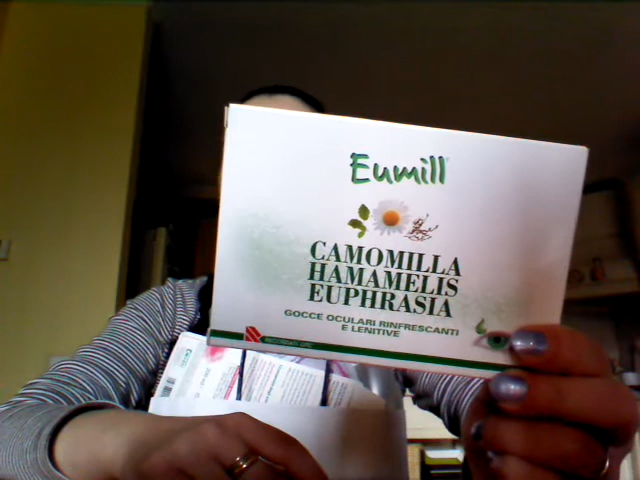 Eumill
CAMOMILLA
HAMAMELIS
EUPHRASIA
GOCCE OCULARI RINFRESCANTI
E LENITIVE